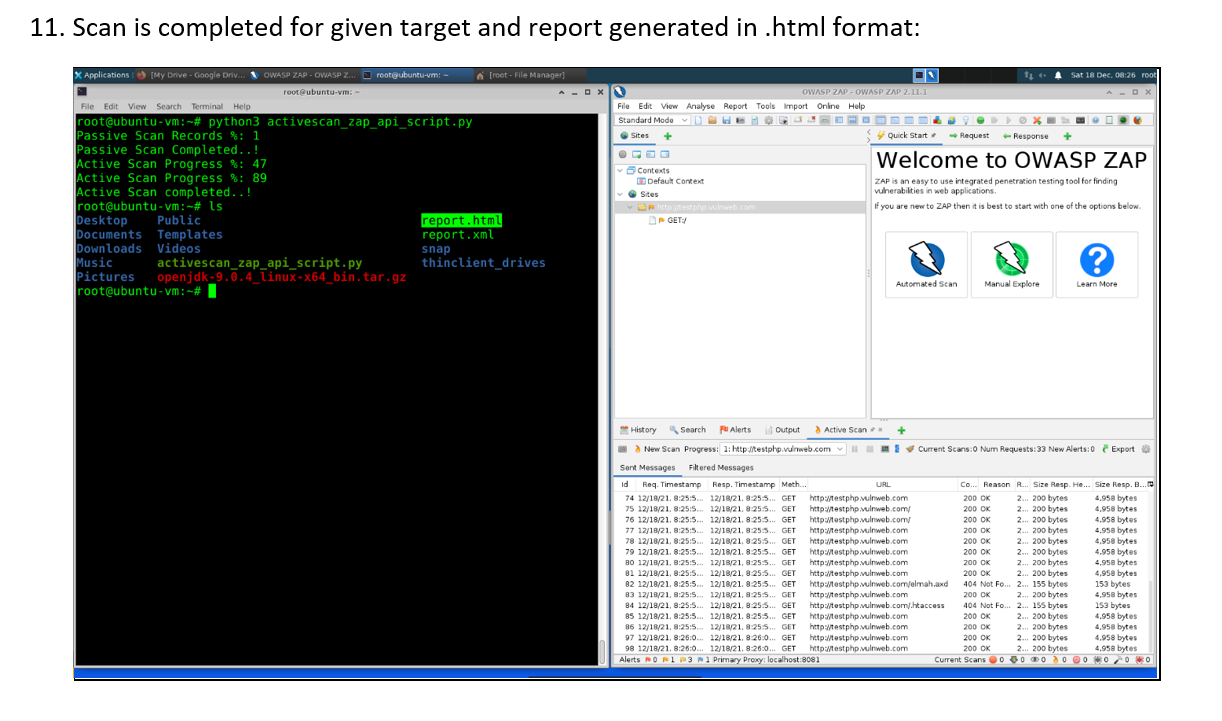 11. Scan is completed for given target and report generated in .html format:
Applications [My Drive - Google Driv... OWASP ZAP - OWASP Z... root@ubuntu-vm: ~ [root - File Manager] Sat 18 Dec, 08:26 root
root@ubuntu-vm: ~
File Edit View Search Terminal Help
root@ubuntu-vm:~# python3 activescan_zap_api_script.py
Passive Scan Records %: 1
Passive Scan Completed..!
Active Scan Progress %: 47
Active Scan Progress %: 89
Active Scan completed..!
root@ubuntu-vm:~# ls
Desktop Public report.html
Documents Templates report.xml
Downloads Videos snap
Music activescan_zap_api_script.py thinclient_drives
Pictures openjdk-9.0.4_linux-x64_bin.tar.gz
root@ubuntu-vm:~#
OWASP ZAP - OWASP ZAP 2.11.1
File Edit View Analyse Report Tools Import Online Help
Standard Mode
Sites
Contexts
Default Context
Sites
http://testphp.vulnweb.com
GET:/
Quick Start Request Response
Welcome to OWASP ZAP
ZAP is an easy to use integrated penetration testing tool for finding
vulnerabilities in web applications.
If you are new to ZAP then it is best to start with one of the options below.
Automated Scan Manual Explore Learn More
History Search Alerts Output Active Scan
New Scan Progress: 1: http://testphp.vulnweb.com Current Scans:0 Num Requests:33 New Alerts:0 Export
Sent Messages Filtered Messages
Id Req. Timestamp Resp. Timestamp Meth... URL Co... Reason R... Size Resp. He... Size Resp. B...
74 12/18/21, 8:25:5... 12/18/21, 8:25:5... GET http://testphp.vulnweb.com 200 OK 2... 200 bytes 4,958 bytes
75 12/18/21, 8:25:5... 12/18/21, 8:25:5... GET http://testphp.vulnweb.com/ 200 OK 2... 200 bytes 4,958 bytes
76 12/18/21, 8:25:5... 12/18/21, 8:25:5... GET http://testphp.vulnweb.com/ 200 OK 2... 200 bytes 4,958 bytes
77 12/18/21, 8:25:5... 12/18/21, 8:25:5... GET http://testphp.vulnweb.com 200 OK 2... 200 bytes 4,958 bytes
78 12/18/21, 8:25:5... 12/18/21, 8:25:5... GET http://testphp.vulnweb.com 200 OK 2... 200 bytes 4,958 bytes
79 12/18/21, 8:25:5... 12/18/21, 8:25:5... GET http://testphp.vulnweb.com 200 OK 2... 200 bytes 4,958 bytes
80 12/18/21, 8:25:5... 12/18/21, 8:25:5... GET http://testphp.vulnweb.com 200 OK 2... 200 bytes 4,958 bytes
81 12/18/21, 8:25:5... 12/18/21, 8:25:5... GET http://testphp.vulnweb.com 200 OK 2... 200 bytes 4,958 bytes
82 12/18/21, 8:25:5... 12/18/21, 8:25:5... GET http://testphp.vulnweb.com/elmah.axd 404 Not Fo... 2... 155 bytes 153 bytes
83 12/18/21, 8:25:5... 12/18/21, 8:25:5... GET http://testphp.vulnweb.com 200 OK 2... 200 bytes 4,958 bytes
84 12/18/21, 8:25:5... 12/18/21, 8:25:5... GET http://testphp.vulnweb.com/.htaccess 404 Not Fo... 2... 155 bytes 153 bytes
85 12/18/21, 8:25:5... 12/18/21, 8:25:5... GET http://testphp.vulnweb.com 200 OK 2... 200 bytes 4,958 bytes
86 12/18/21, 8:25:5... 12/18/21, 8:25:5... GET http://testphp.vulnweb.com 200 OK 2... 200 bytes 4,958 bytes
97 12/18/21, 8:26:0... 12/18/21, 8:26:0... GET http://testphp.vulnweb.com 200 OK 2... 200 bytes 4,958 bytes
98 12/18/21, 8:26:0... 12/18/21, 8:26:0... GET http://testphp.vulnweb.com 200 OK 2... 200 bytes 4,958 bytes
Alerts 0 1 3 1 Primary Proxy: localhost:8081 Current Scans 0 0 0 0 0 0 0 0